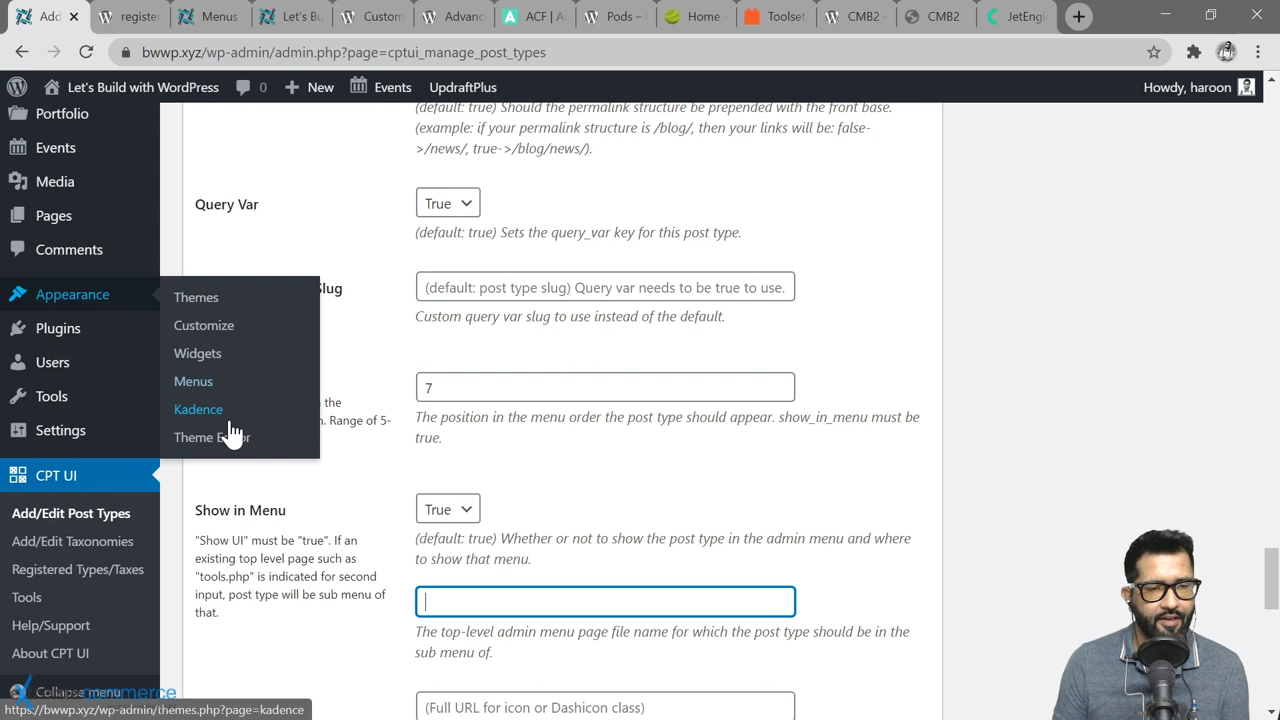 Add
register
Menus
Let's Bu
Custom
Advanc
ACF | A
Pods –
Home -
Toolset
CMB2 –
CMB2
JetEngi
bwwp.xyz/wp-admin/admin.php?page=cptui_manage_post_types
Let's Build with WordPress 0 New Events UpdraftPlus Howdy, haroon
Portfolio
Events
Media
Pages
Comments
Appearance
Plugins
Users
Tools
Settings
CPT UI
Add/Edit Post Types
Add/Edit Taxonomies
Registered Types/Taxes
Tools
Help/Support
About CPT UI
Collapse menu
commerce
https://bwwp.xyz/wp-admin/themes.php?page=kadence
Themes
Customize
Widgets
Menus
Kadence
Theme Editor
(default: true) Should the permalink structure be prepended with the front base.
(example: if your permalink structure is /blog/, then your links will be: false-
>/news/, true->/blog/news/).
Query Var
True
(default: true) Sets the query_var key for this post type.
lug
(default: post type slug) Query var needs to be true to use.
Custom query var slug to use instead of the default.
the
. Range of 5-
7
The position in the menu order the post type should appear. show_in_menu must be
true.
Show in Menu
"Show UI" must be "true". If an
existing top level page such as
"tools.php" is indicated for second
input, post type will be sub menu of
that.
True
(default: true) Whether or not to show the post type in the admin menu and where
to show that menu.
The top-level admin menu page file name for which the post type should be in the
sub menu of.
(Full URL for icon or Dashicon class)